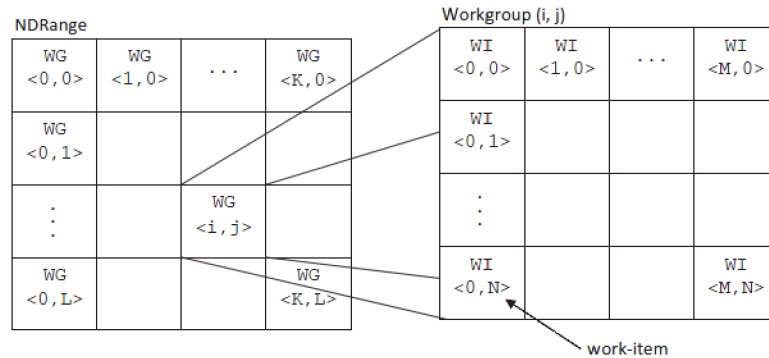 NDRange
WG WG WG
<0,0> <1,0> ... <K,0>
WG
<0,1>
WG
<i,j>
WG WG
<0,L> <K,L>
Workgroup (i, j)
WI WI WI
<0,0> <1,0> ... <M,0>
WI
<0,1>
WI WI
<0,N> <M,N>
work-item